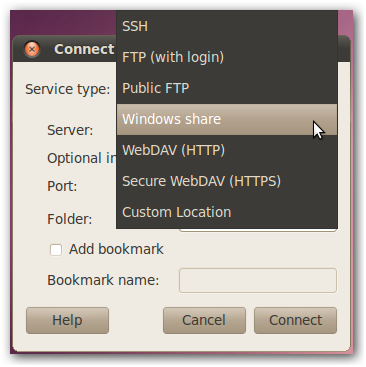 Connect
SSH
FTP (with login)
Service type:
Public FTP
Windows share
Server:
WebDAV (HTTP)
Optional in
Secure WebDAV (HTTPS)
Port:
Custom Location
Folder:
Add bookmark
Bookmark name:
Help
Cancel
Connect